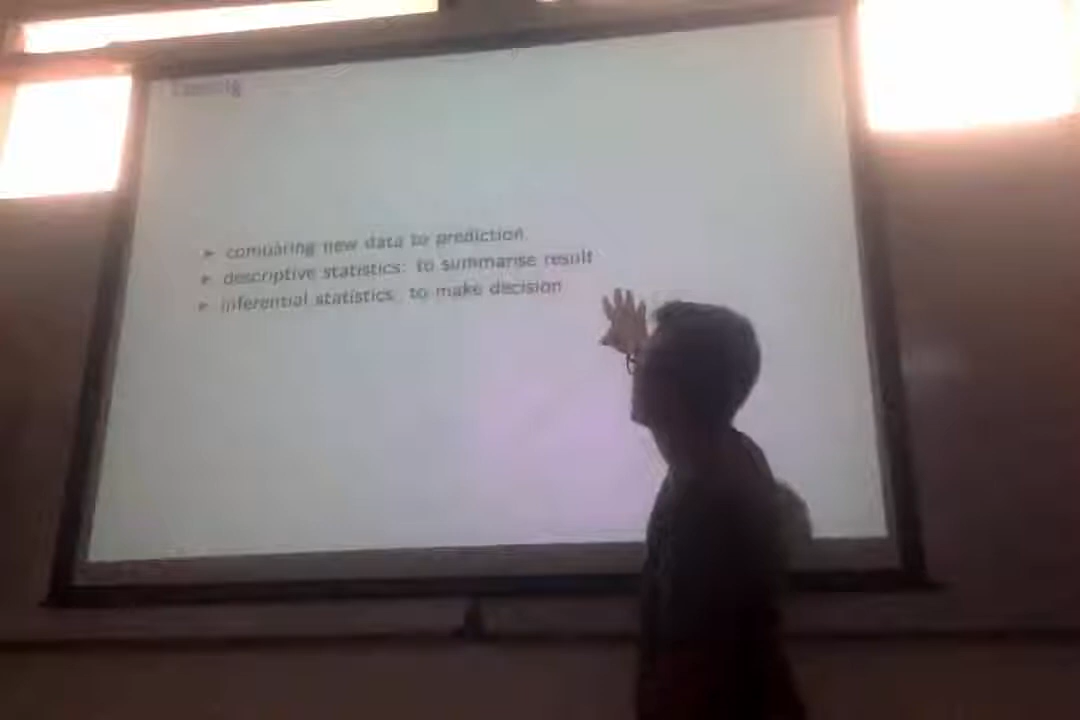 comparing new data to prediction
descriptive statistics: to summarise result
inferential statistics: to make decision